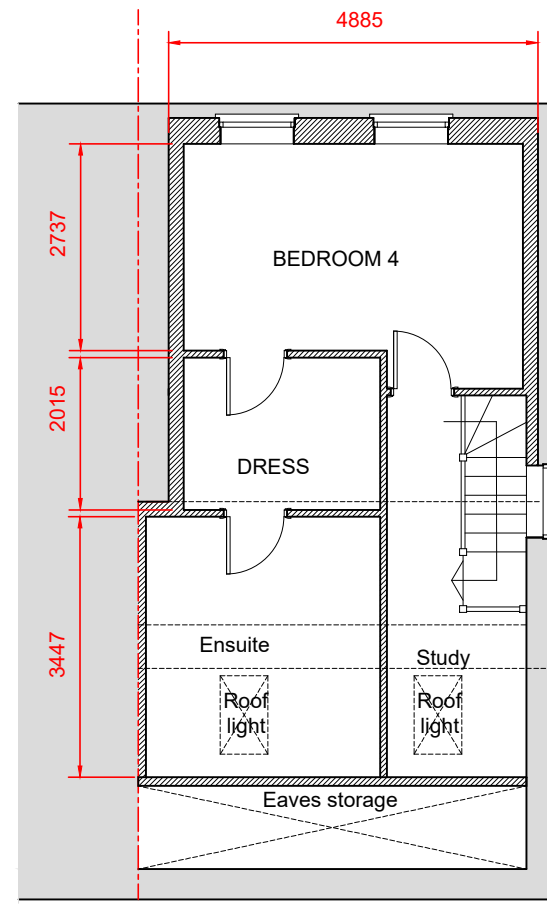 4885
2737
BEDROOM 4
2015
DRESS
3447
Ensuite
Study
Roof
light
Roof
light
Eaves storage